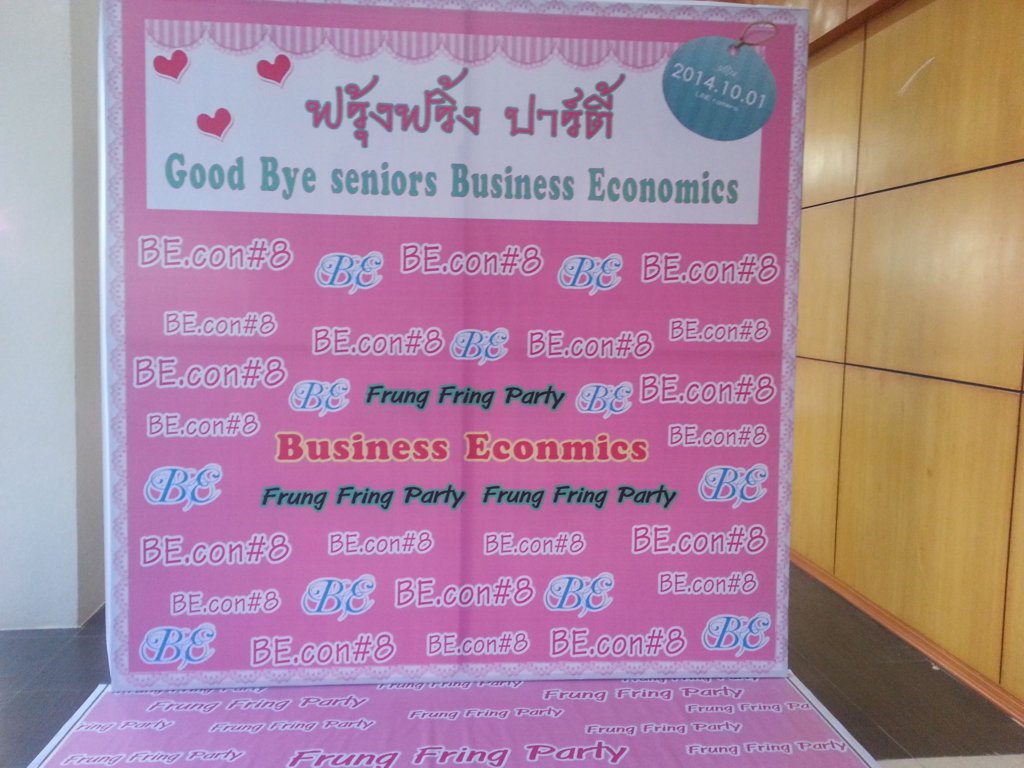 2014.10.01
ฟรุ้งฟริ้ง ปาร์ตี้
Good Bye seniors Business Economics
BE.con#8 BE BE.con#8 BE BE.con#8
BE.con#8 BE.con#8 BE BE.con#8 BE.con#8
BE.con#8 BE Frung Fring Party BE BE.con#8
BE.con#8 Business Econmics BE.con#8
BE Frung Fring Party Frung Fring Party BE
BE.con#8 BE.con#8 BE.con#8 BE.con#8
BE.con#8 BE BE.con#8 BE BE.con#8
BE BE.con#8 BE.con#8 BE.con#8 BE
Frung Fring Party Frung Fring Party
Frung Fring Party Frung Fring Party Frung Fring Pa
Frung Fring Party Frung Fring Party
Frung Fring Party Frung Fring Party Frung Fring Party